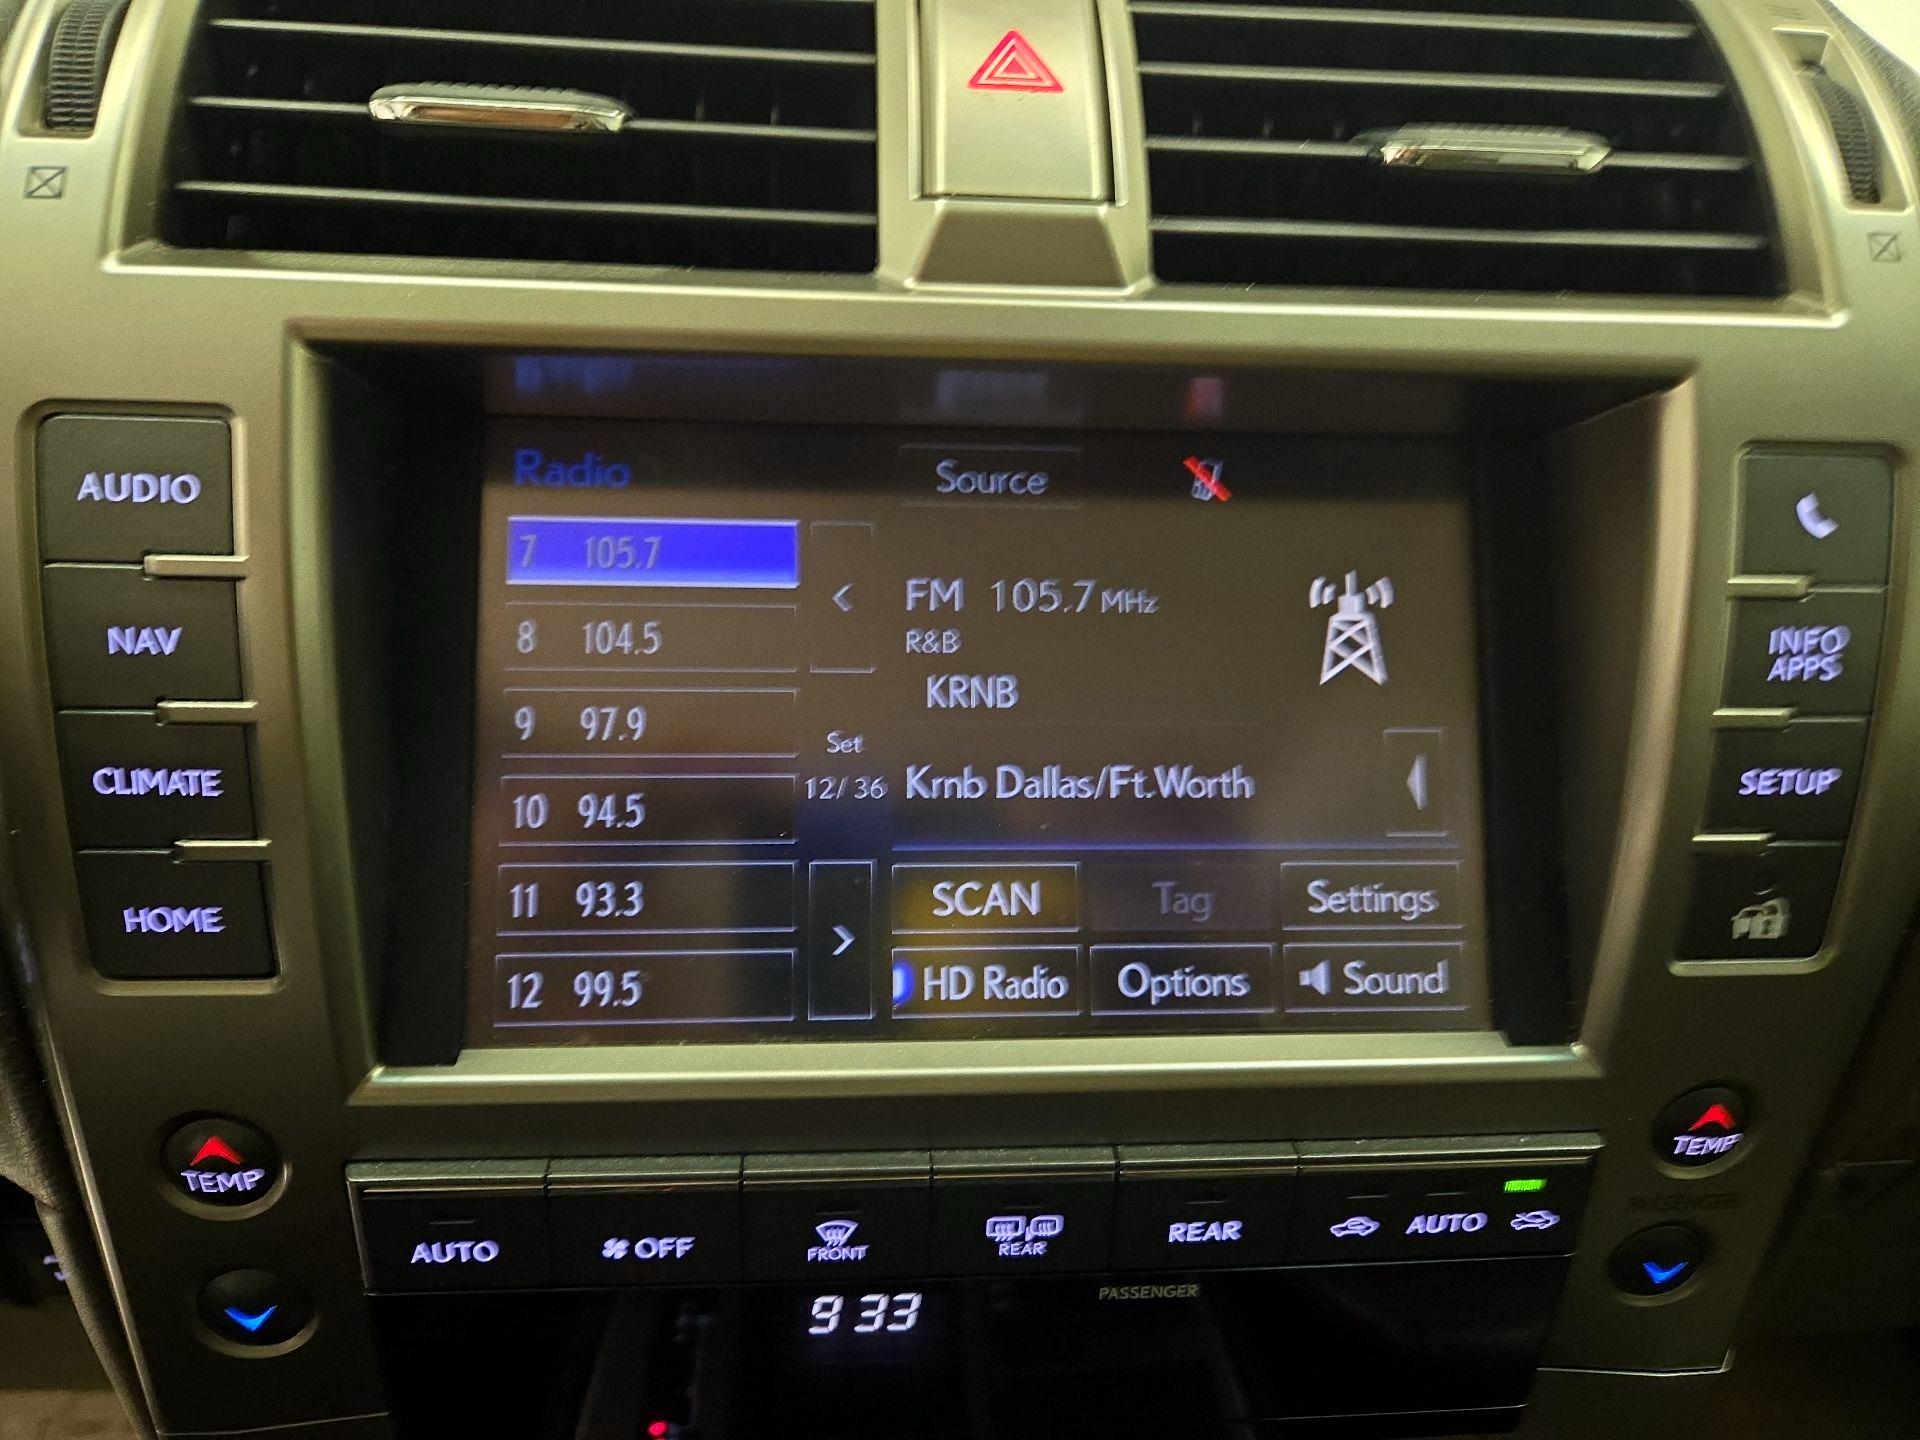 AUDIO
NAV
CLIMATE
HOME
Radio
Source
7 105.7
8 104.5
9 97.9
10 94.5
11 93.3
12 99.5
<
Set
12/36
>
FM 105.7 MHz
R&B
KRNB
Krnb Dallas/Ft.Worth
SCAN
Tag
Settings
HD Radio
Options
Sound
INFO
APPS
SETUP
TEMP
TEMP
PASSENGER
AUTO
OFF
FRONT
REAR
REAR
AUTO
PASSENGER
9 33